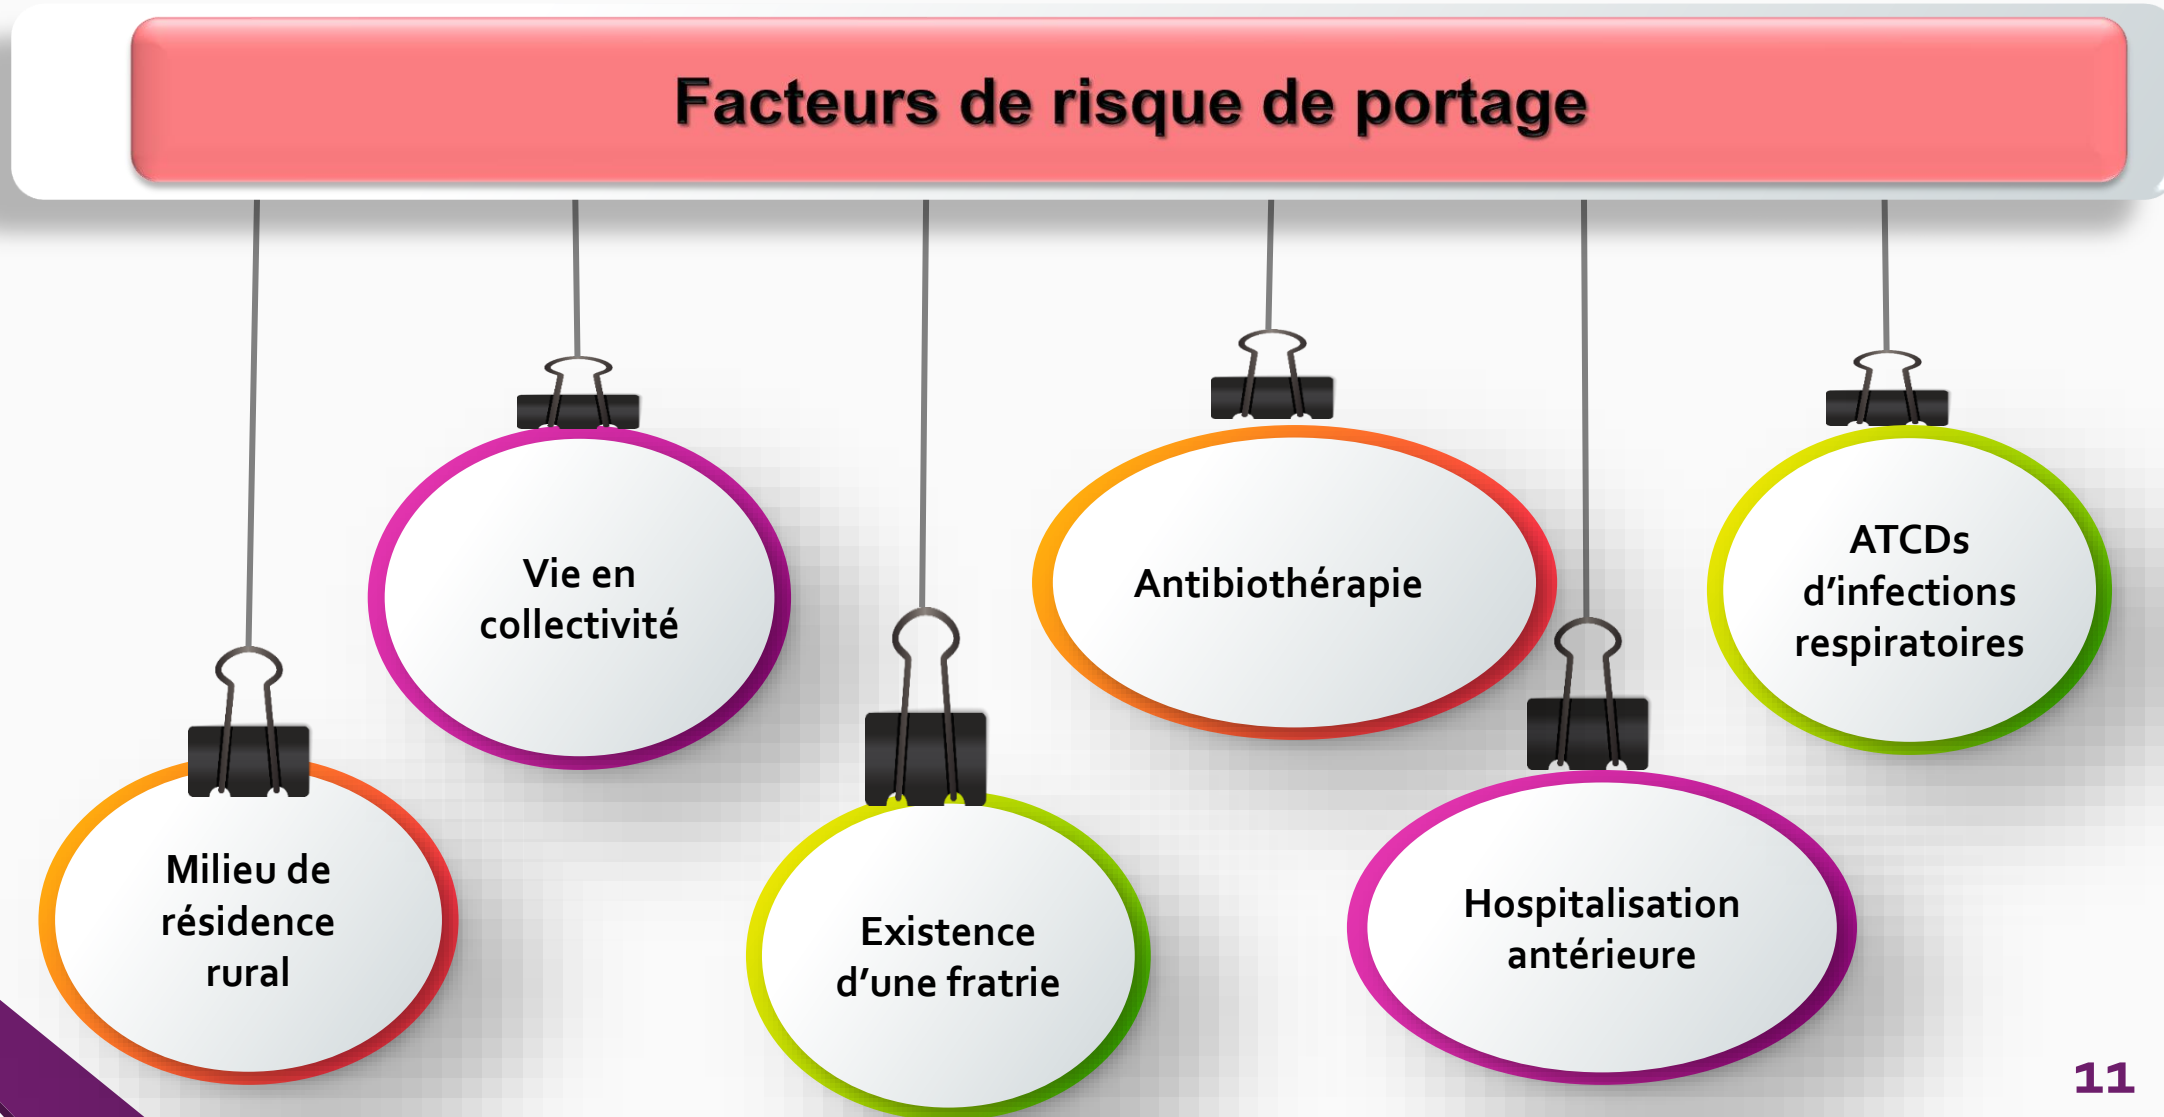 Facteurs de risque de portage
Milieu de
résidence
rural
Vie en
collectivité
Existence
d’une fratrie
Antibiothérapie
Hospitalisation
antérieure
ATCDs
d’infections
respiratoires
11